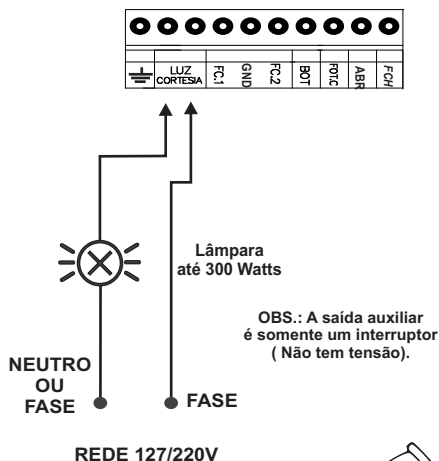 LUZ
CORTESIA
FC.1
GND
FC.2
BOT
FOT.C
ABR
FCH
Lâmpara
até 300 Watts
OBS.: A saída auxiliar
é somente um interruptor
( Não tem tensão).
NEUTRO
OU
FASE
FASE
REDE 127/220V